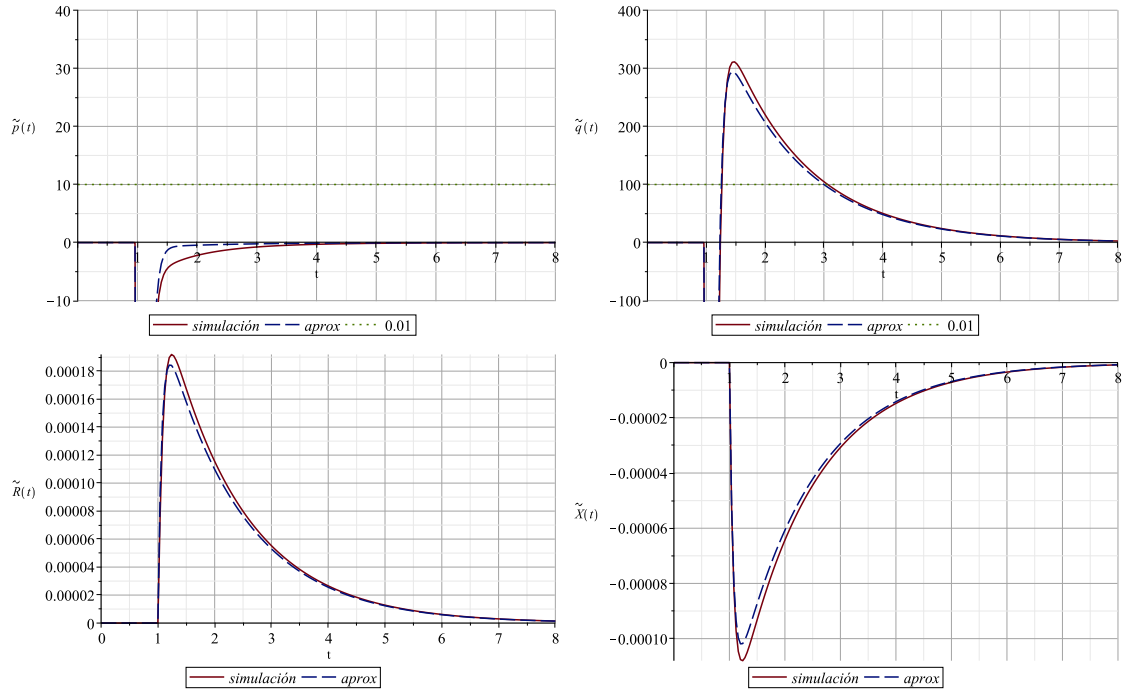 40
30
20
p̃(t)
10
0
1 2 3 4 5 6 7 8
t
−10
simulación aprox 0.01
400
300
200
q̃(t)
100
0
1 2 3 4 5 6 7 8
t
−100
simulación aprox 0.01
0.00018
0.00016
0.00014
0.00012
0.00010
R̃(t)
0.00008
0.00006
0.00004
0.00002
0
0 1 2 3 4 5 6 7 8
t
simulación aprox
0
2 3 4 5 6 7 8
t
−0.00002
−0.00004
X̃(t)
−0.00006
−0.00008
−0.00010
simulación aprox